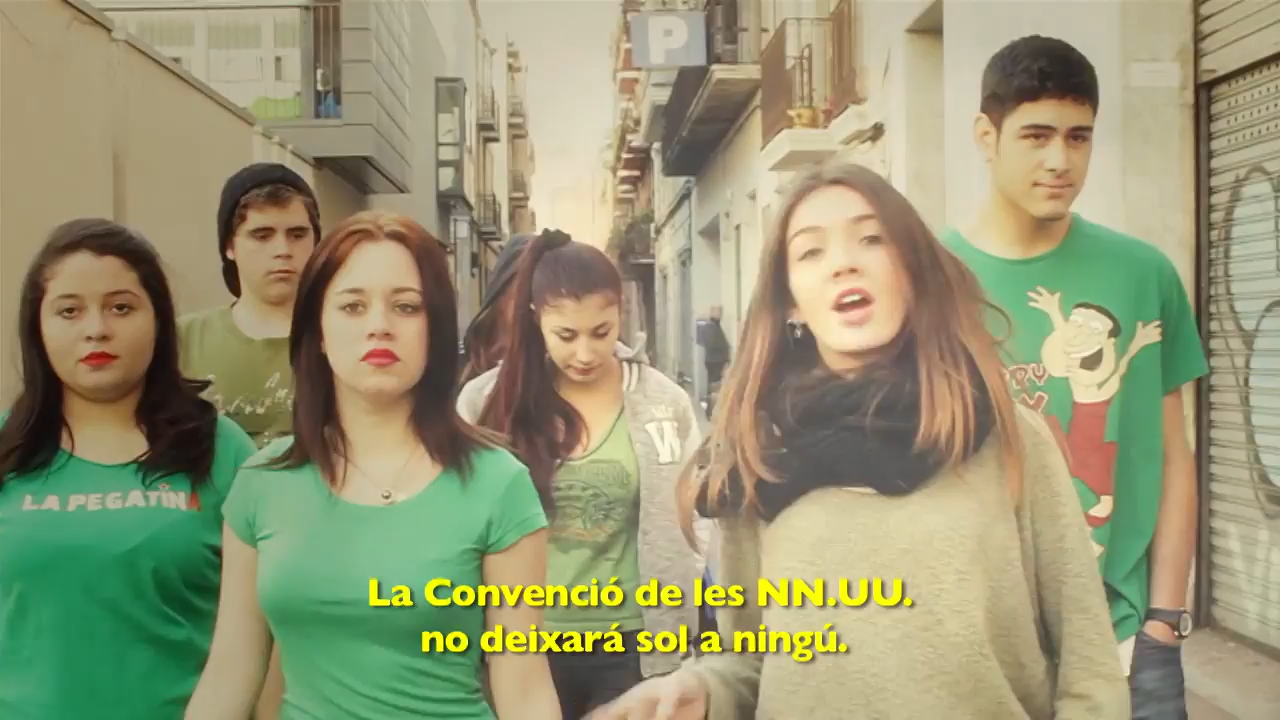 P
LA PEGATINA
W
La Convenció de les NN.UU.
no deixará sol a ningú.